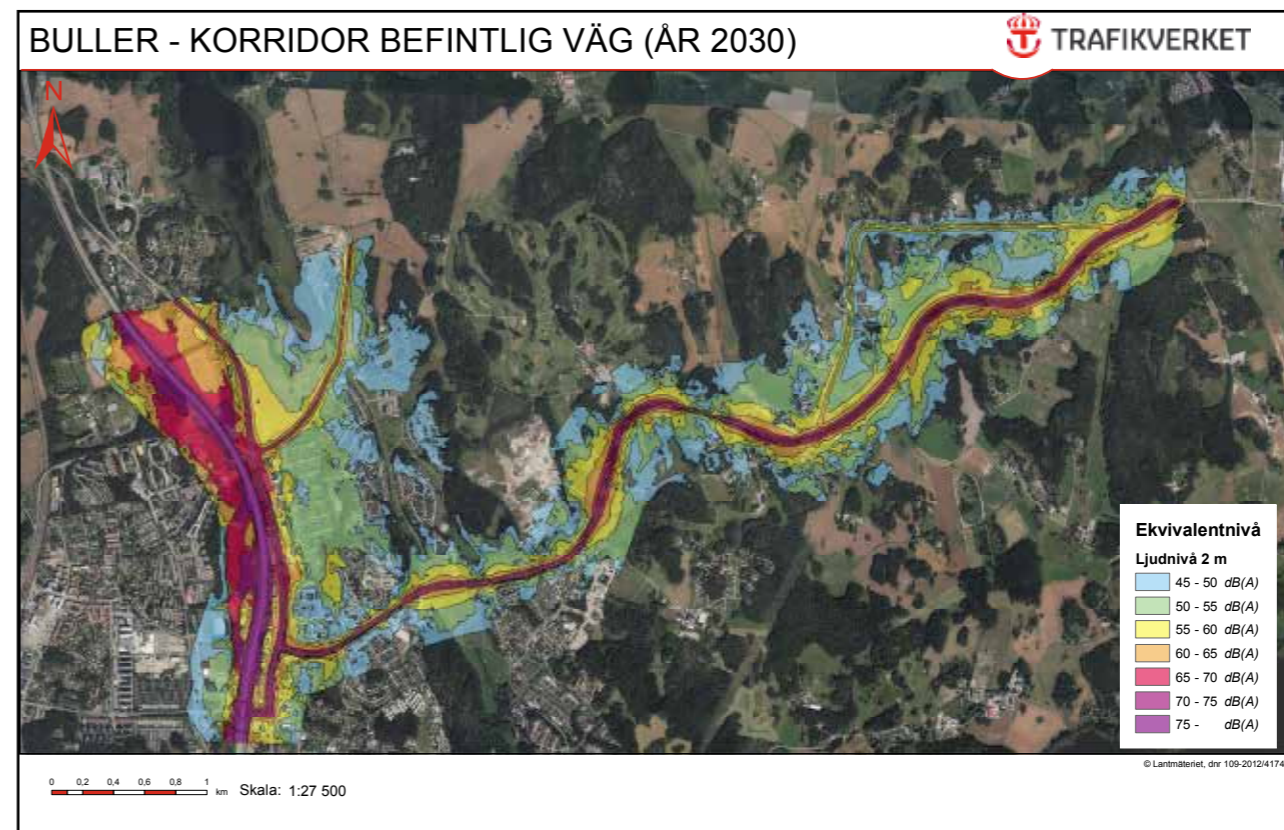 BULLER - KORRIDOR BEFINTLIG VÄG (ÅR 2030)
TRAFIKVERKET
N
Ekvivalentnivå
Ljudnivå 2 m
45 - 50 dB(A)
50 - 55 dB(A)
55 - 60 dB(A)
60 - 65 dB(A)
65 - 70 dB(A)
70 - 75 dB(A)
75 - dB(A)
© Lantmäteriet, dnr 109-2012/4174
0 0,2 0,4 0,6 0,8 1
km Skala: 1:27 500